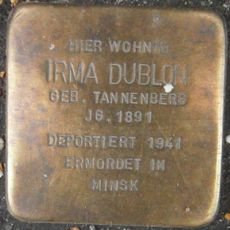 HIER WOHNTE
IRMA DUBLON
GEB. TANNENBERG
JG. 1891
DEPORTIERT 1941
ERMORDET IN
MINSK